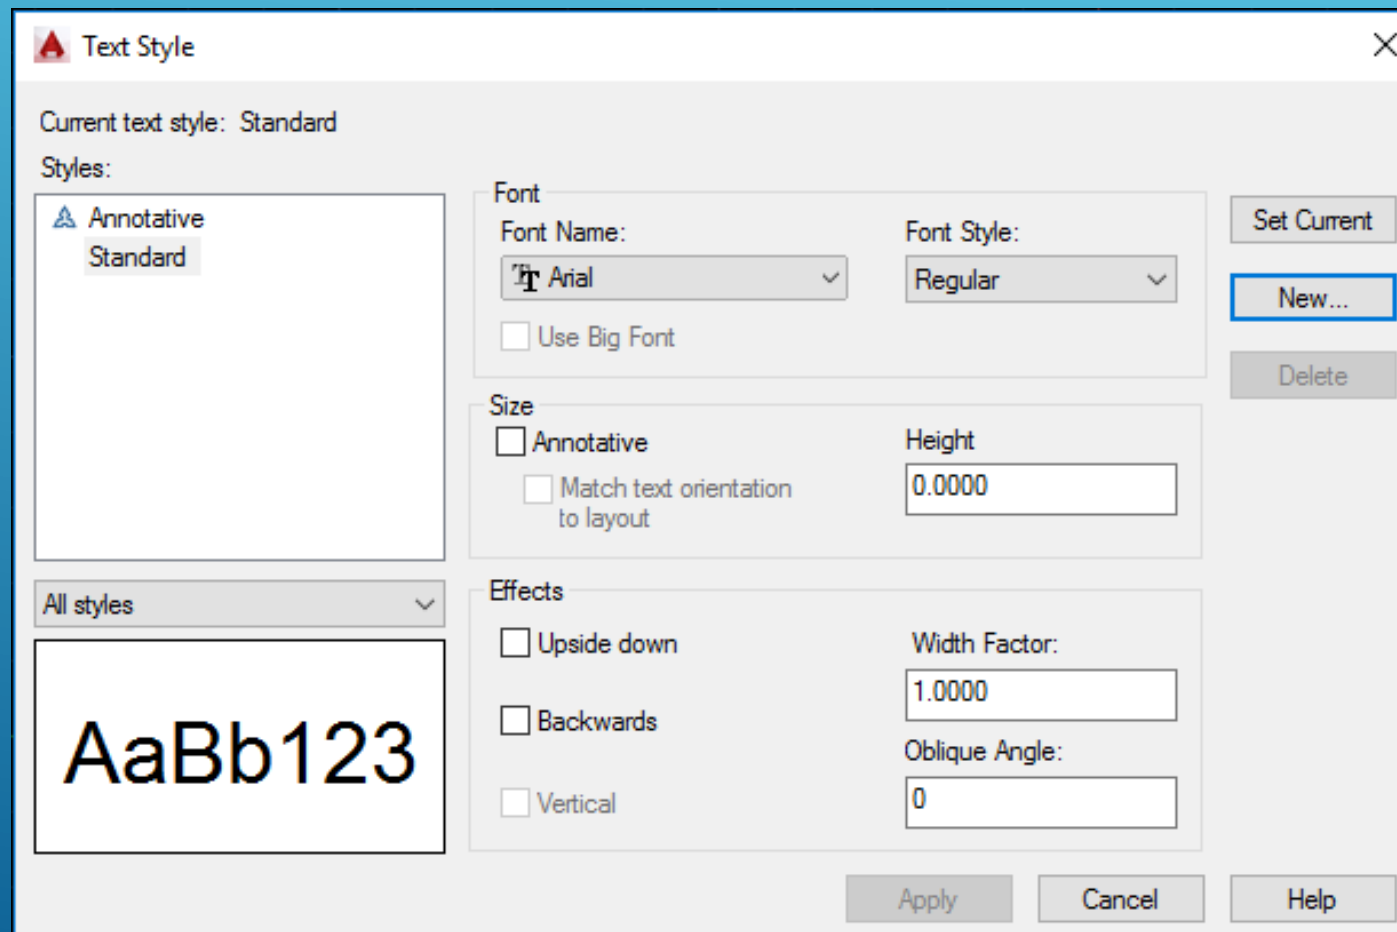 Text Style
Current text style: Standard
Styles:
Annotative
Standard
All styles
AaBb123
Font
Font Name:
Font Style:
Arial
Regular
Use Big Font
Size
Annotative
Height
Match text orientation
to layout
0.0000
Effects
Upside down
Width Factor:
1.0000
Backwards
Oblique Angle:
Vertical
0
Set Current
New...
Delete
Apply
Cancel
Help